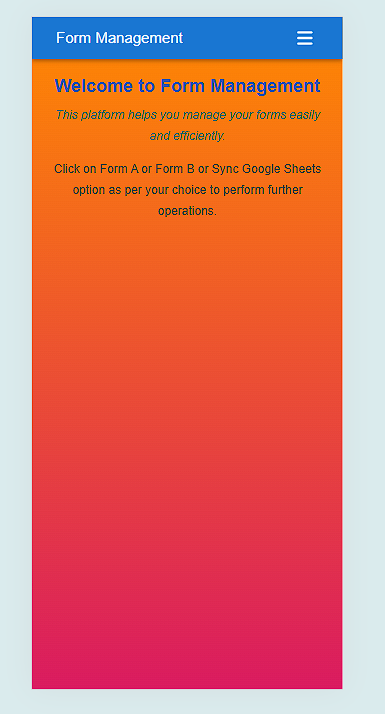 Form Management
Welcome to Form Management
This platform helps you manage your forms easily
and efficiently.
Click on Form A or Form B or Sync Google Sheets
option as per your choice to perform further
operations.